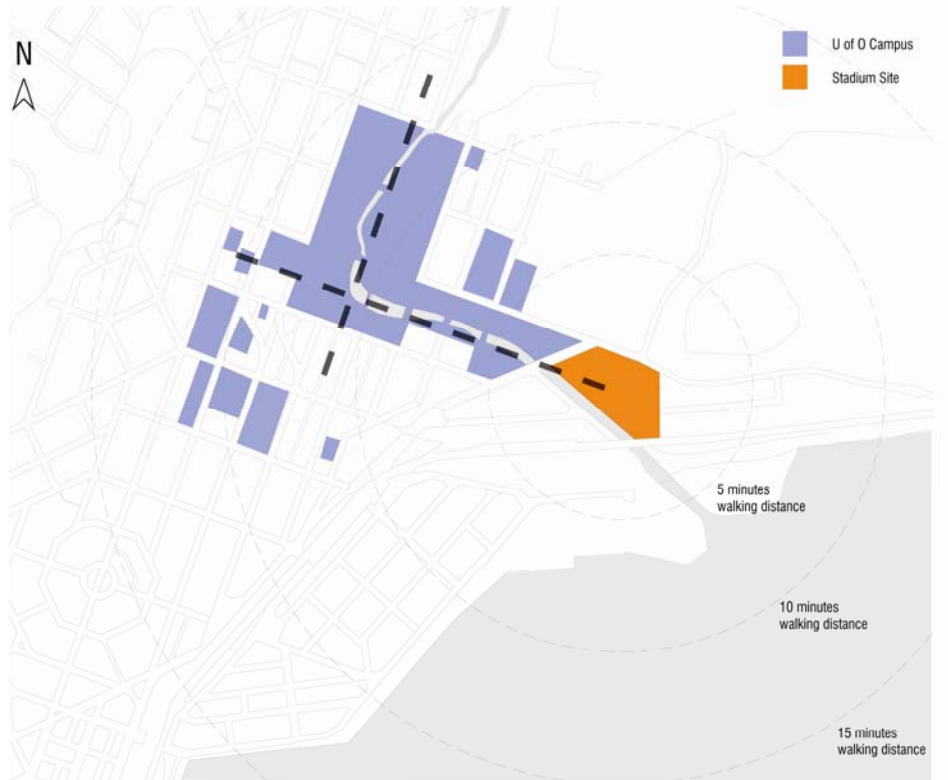 N
U of O Campus
Stadium Site
5 minutes
walking distance
10 minutes
walking distance
15 minutes
walking distance